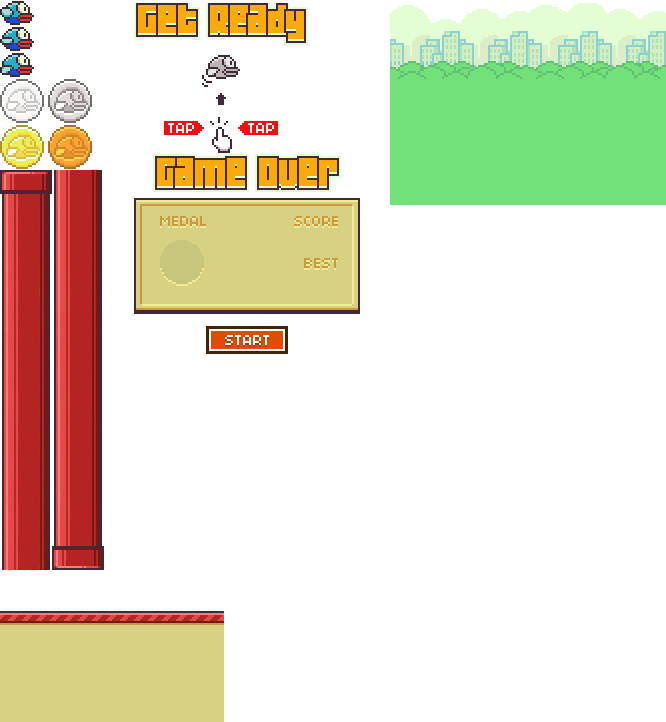 Get Ready
TAP TAP
Game Over
MEDAL SCORE
BEST
START